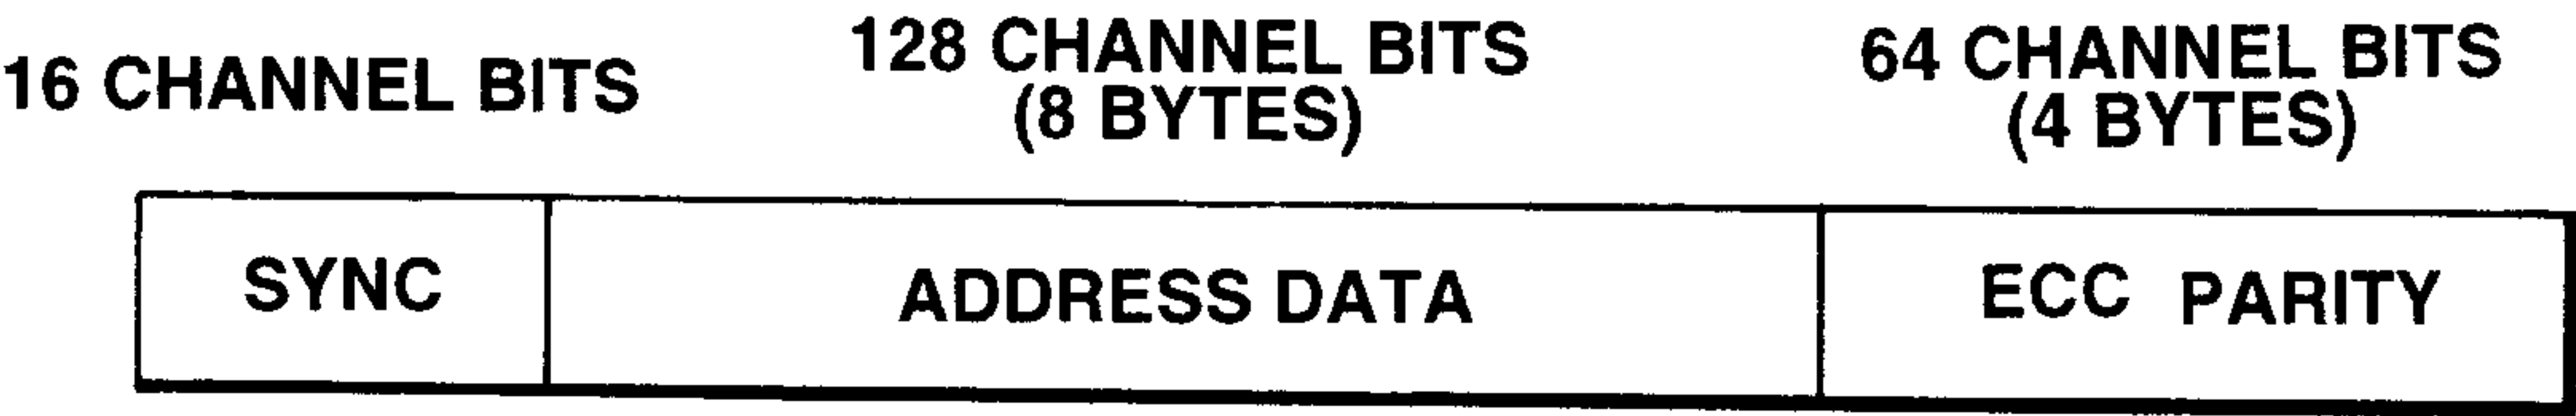 16 CHANNEL BITS
128 CHANNEL BITS
(8 BYTES)
64 CHANNEL BITS
(4 BYTES)
SYNC
ADDRESS DATA
ECC PARITY